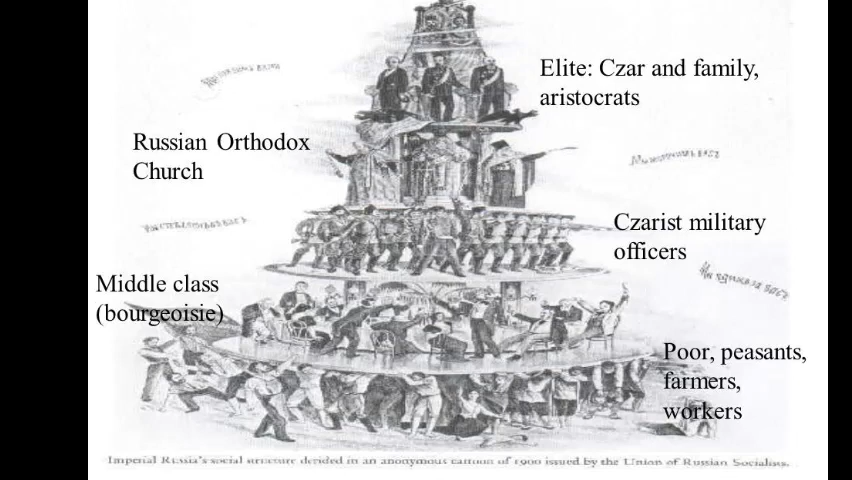 Elite: Czar and family,
aristocrats
Russian Orthodox
Church
Czarist military
officers
Middle class
(bourgeoisie)
Poor, peasants,
farmers,
workers
Imperial Russia's social structure derided in an anonymous cartoon of 1900 issued by the Union of Russian Socialists.